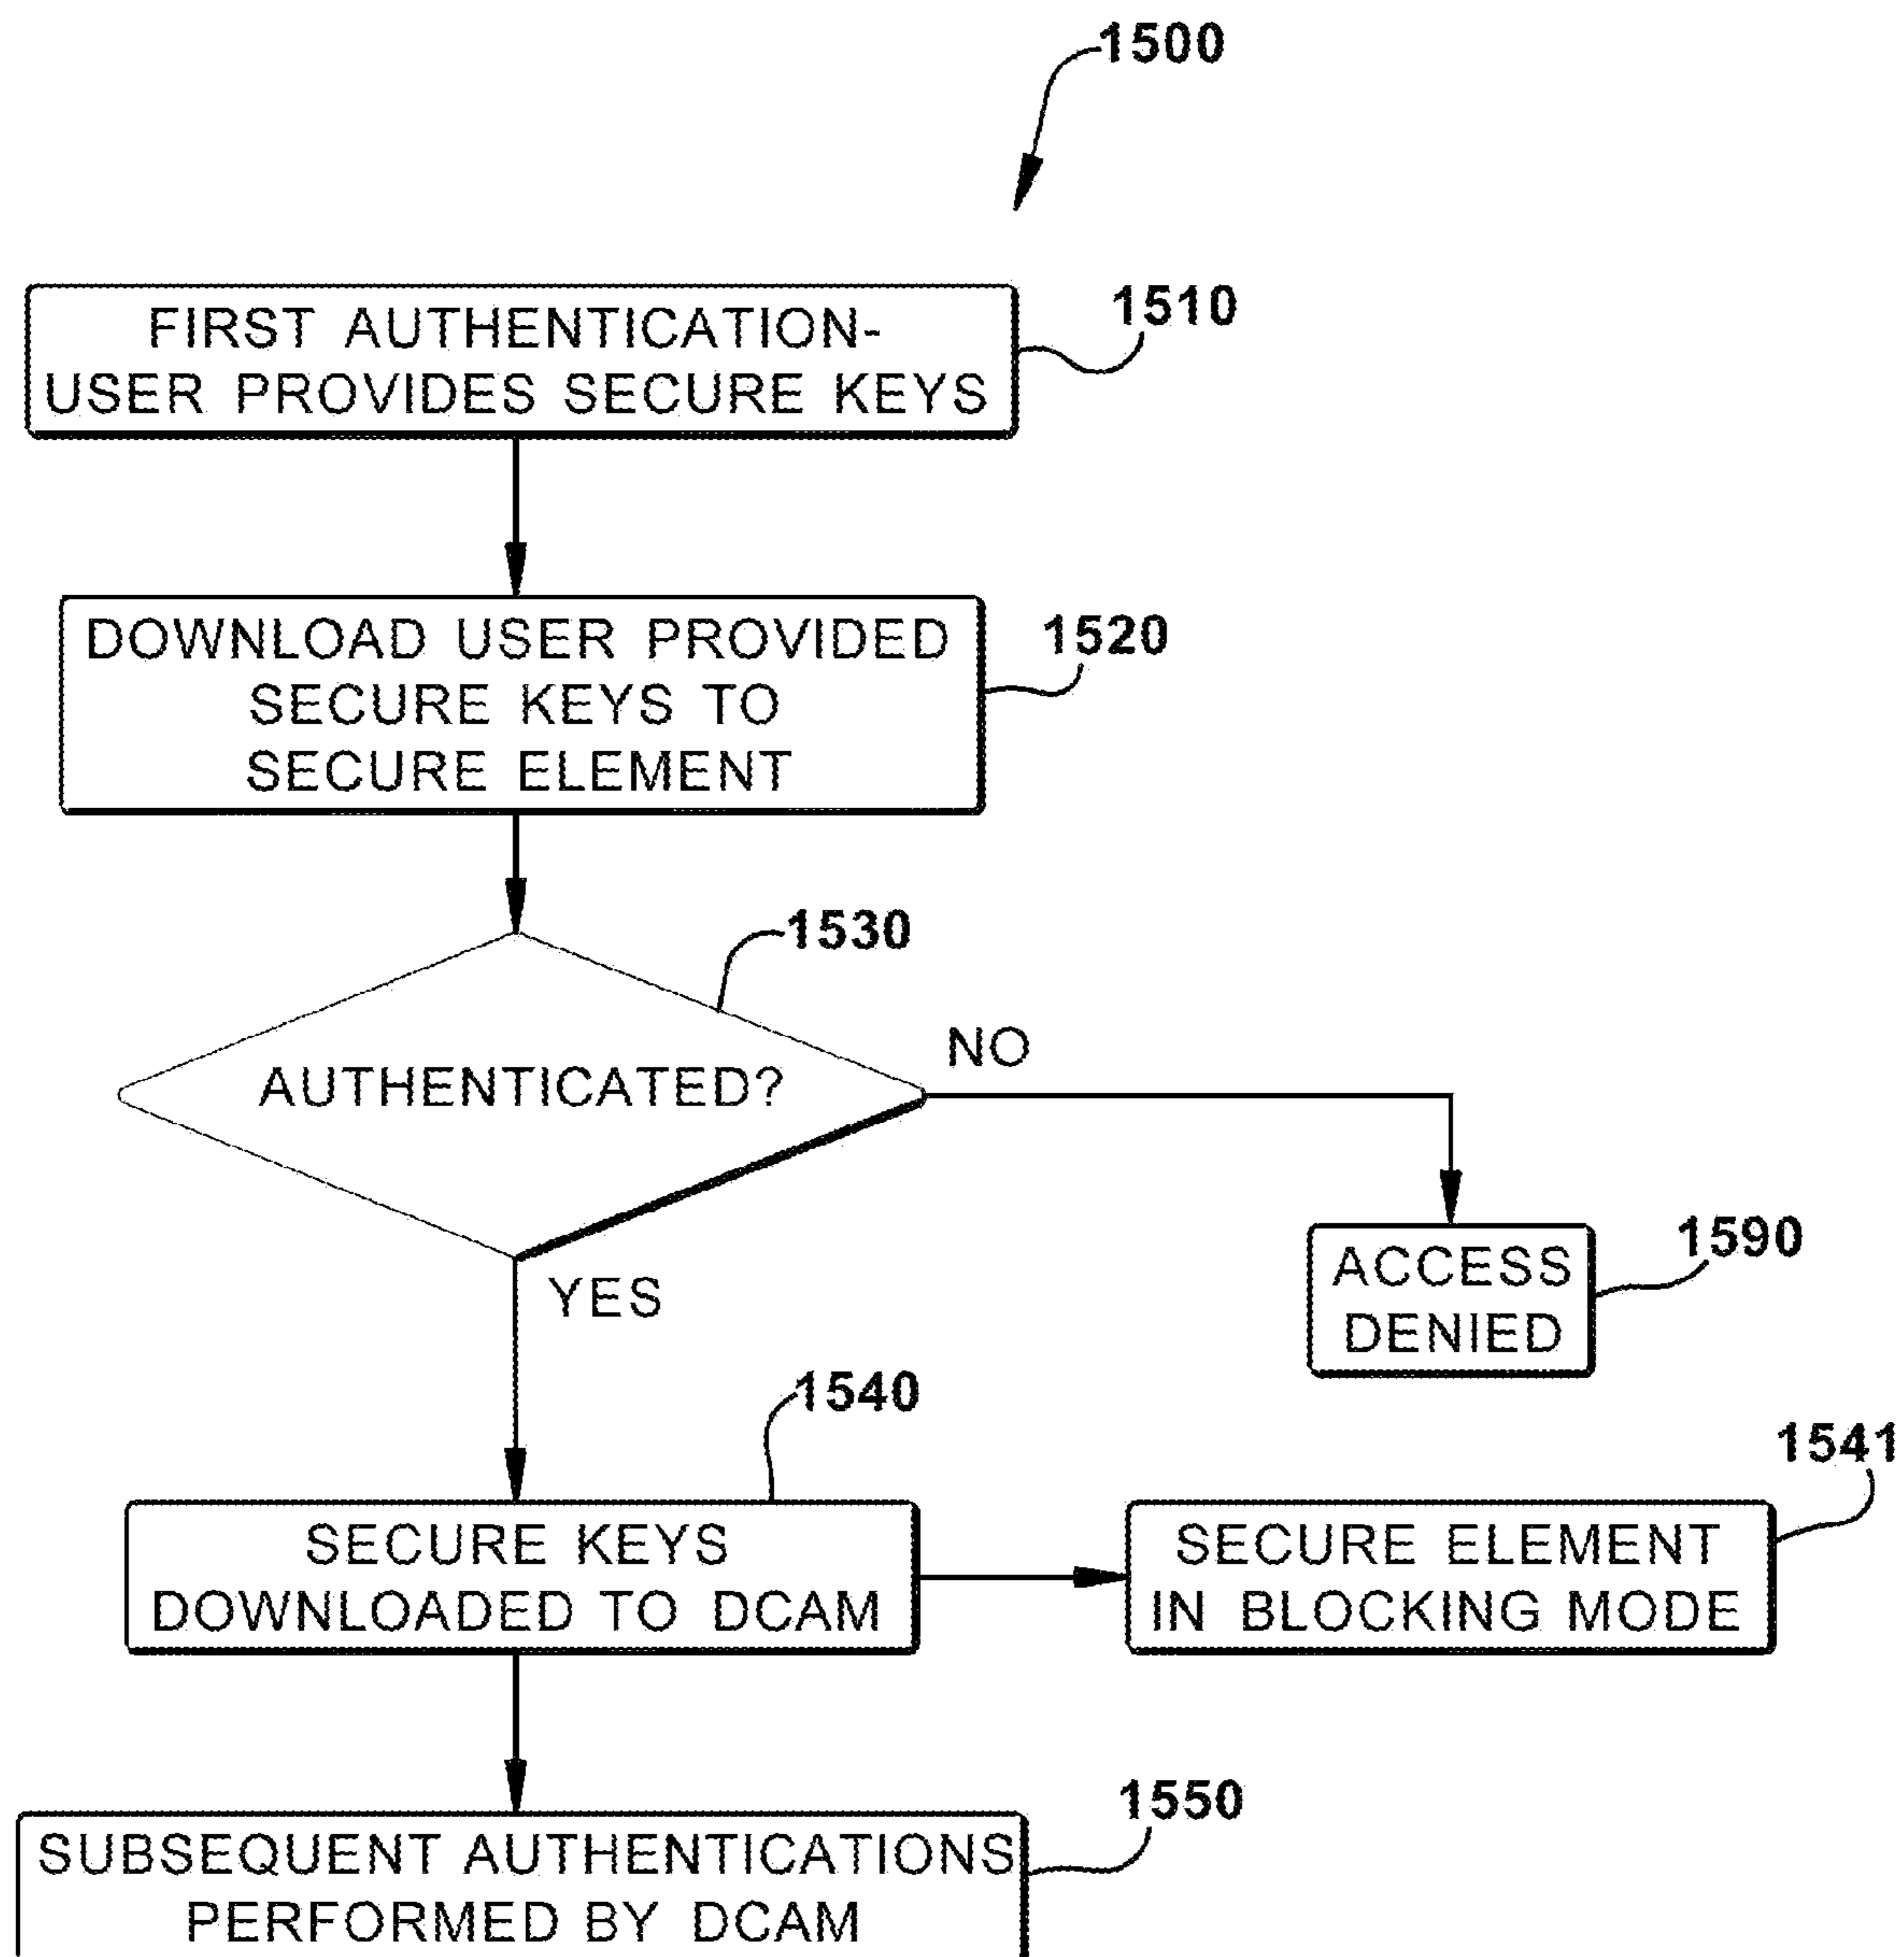 1500
FIRST AUTHENTICATION-
USER PROVIDES SECURE KEYS
1510
DOWNLOAD USER PROVIDED
SECURE KEYS TO
SECURE ELEMENT
1520
1530
AUTHENTICATED?
NO
YES
ACCESS
DENIED
1590
1540
SECURE KEYS
DOWNLOADED TO DCAM
1541
SECURE ELEMENT
IN BLOCKING MODE
1550
SUBSEQUENT AUTHENTICATIONS
PERFORMED BY DCAM